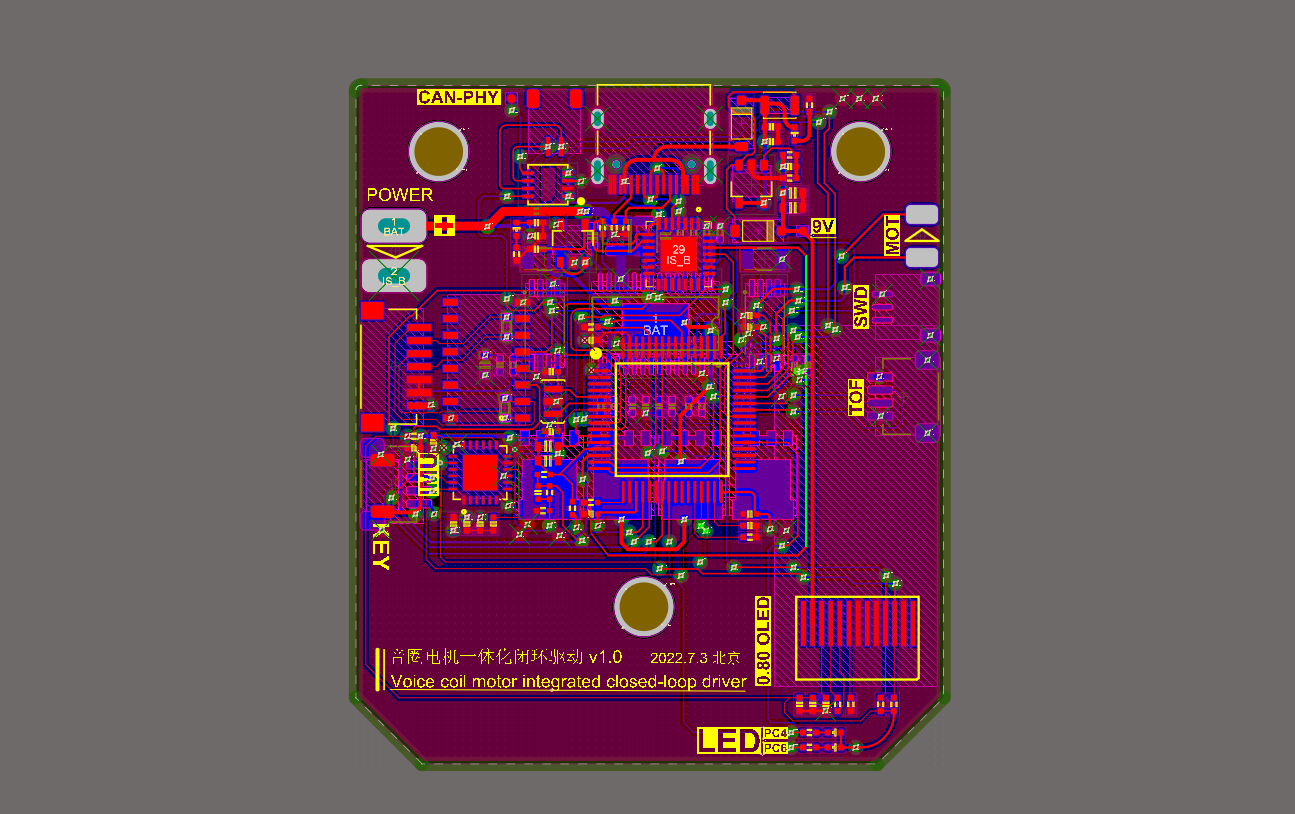 CAN-PHY
POWER
1
BAT
+
2
IS_B
9V
MOT
29
IS_B
1
BAT
SWD
TOF
IMU
KEY
0.80 OLED
音圈电机一体化闭环驱动 v1.0
2022.7.3 北京
Voice coil motor integrated closed-loop driver
LED
PC4
PC6